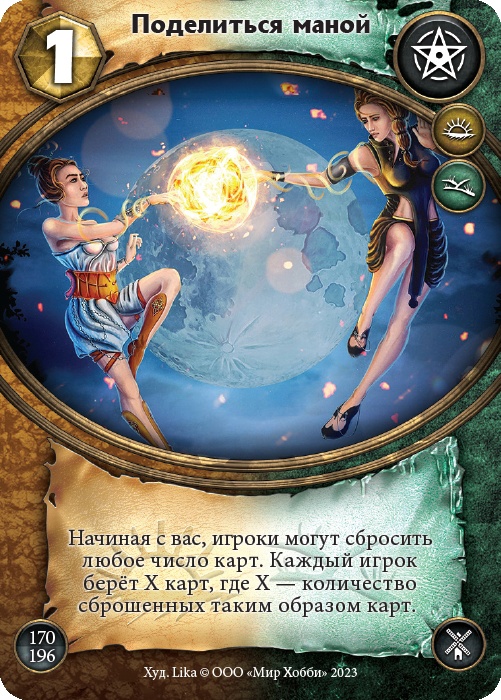 1
Поделиться маной
Начиная с вас, игроки могут сбросить
любое число карт. Каждый игрок
берёт X карт, где X — количество
сброшенных таким образом карт.
170
196
Худ. Lika © ООО «Мир Хобби» 2023